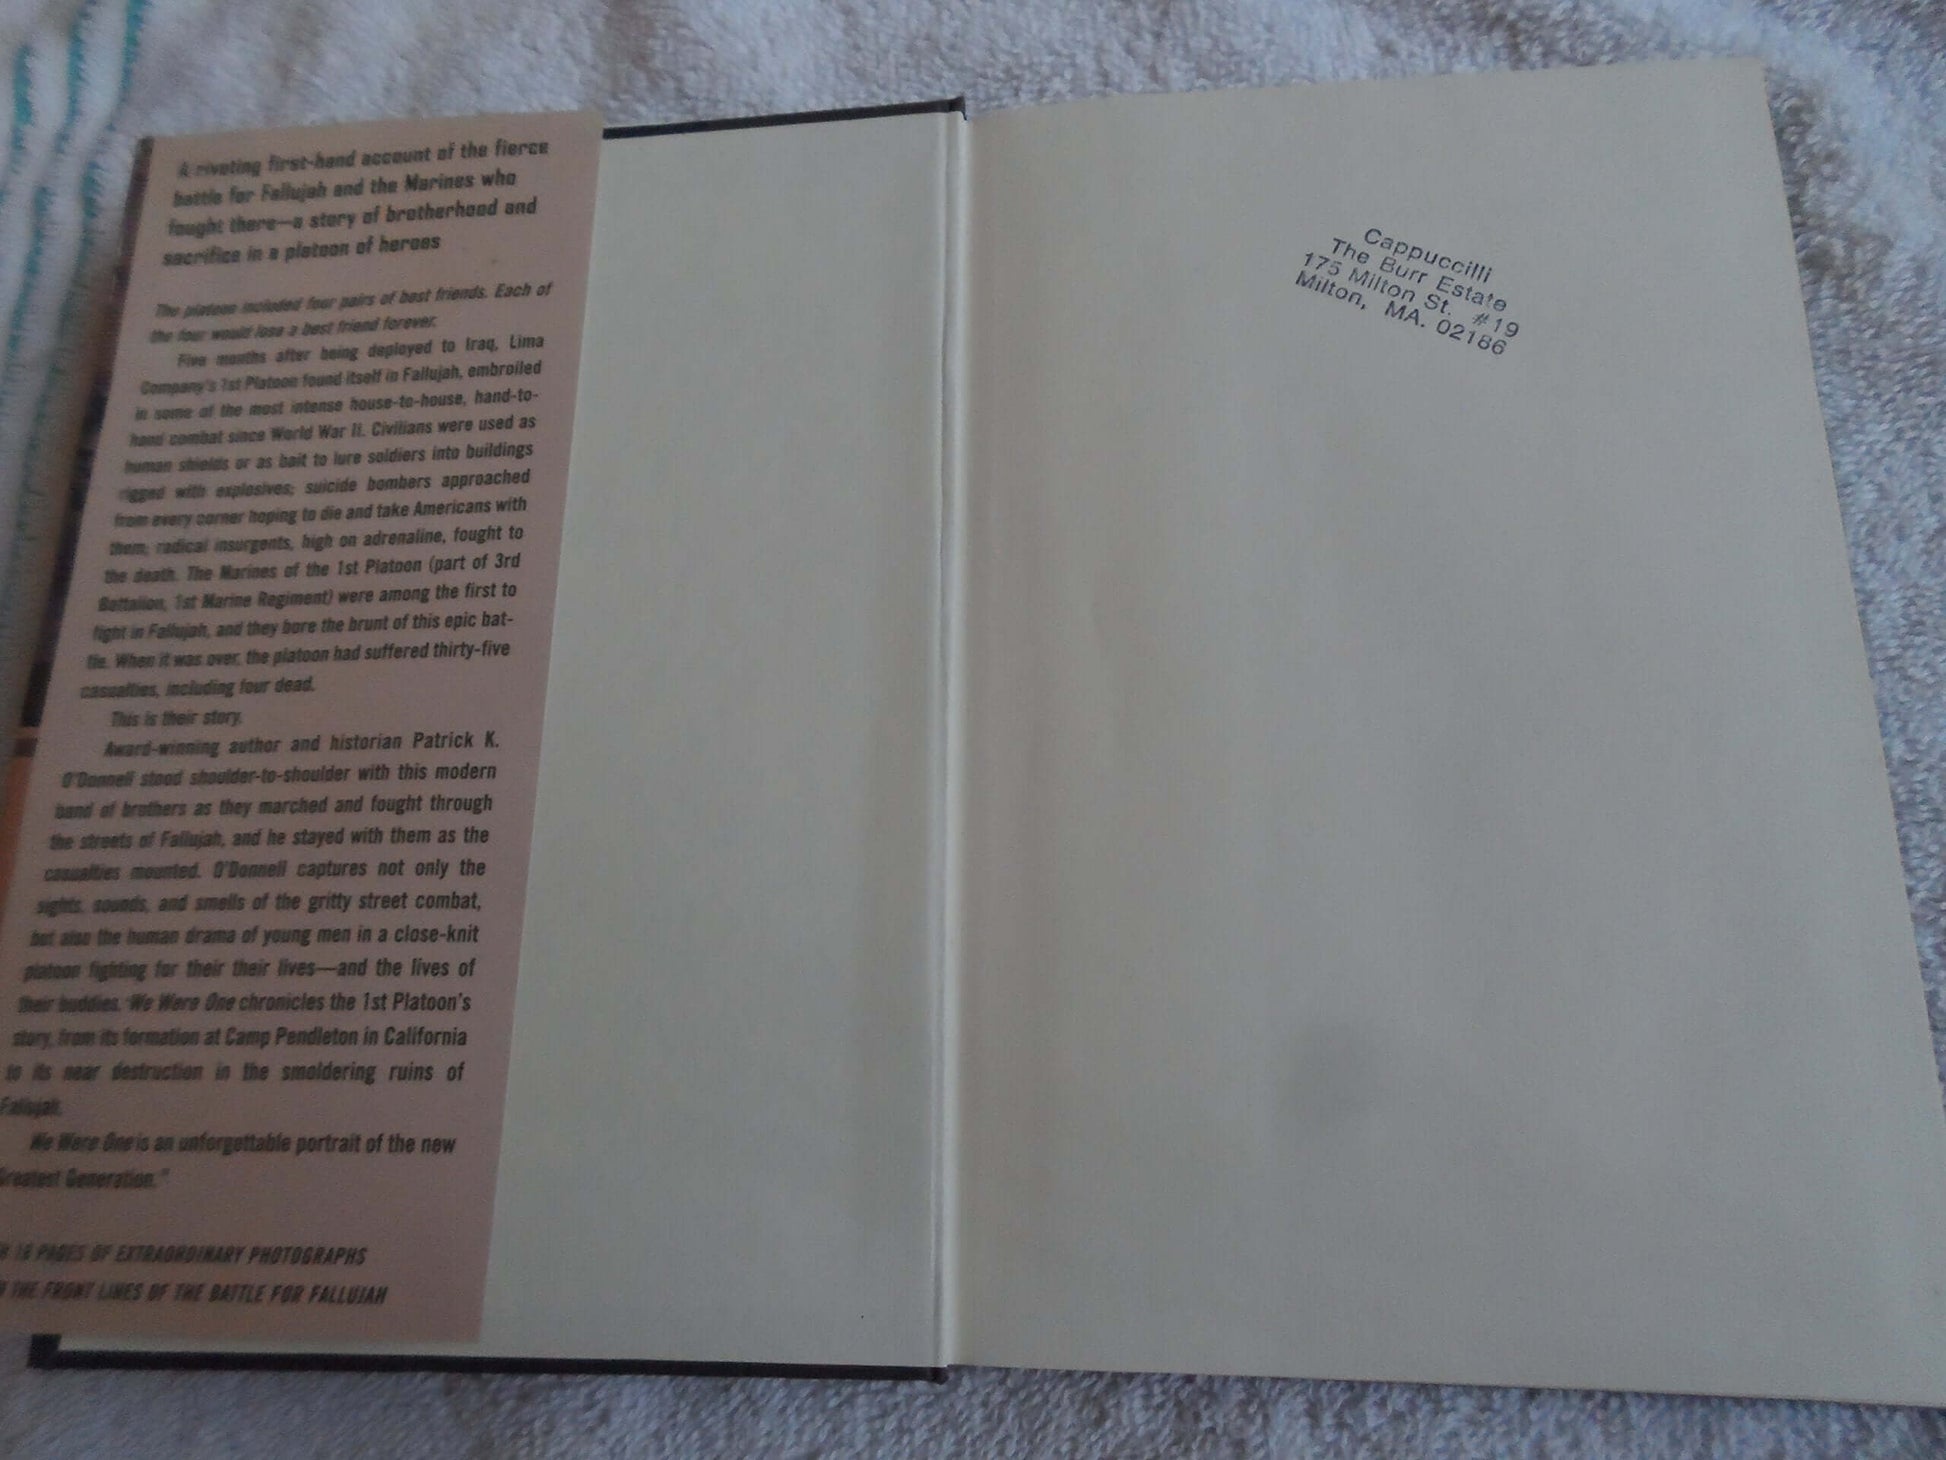 A riveting first-hand account of the fierce
battle for Fallujah and the Marines who
fought there—a story of brotherhood and
sacrifice in a platoon of heroes
The platoon included four pairs of best friends. Each of
the four would lose a best friend forever.
Five months after being deployed to Iraq, Lima
Company's 1st Platoon found itself in Fallujah, embroiled
in some of the most intense house-to-house, hand-to-
hand combat since World War II. Civilians were used as
human shields or as bait to lure soldiers into buildings
rigged with explosives; suicide bombers approached
from every corner hoping to die and take Americans with
them; radical insurgents, high on adrenaline, fought to
the death. The Marines of the 1st Platoon (part of 3rd
Battalion, 1st Marine Regiment) were among the first to
fight in Fallujah, and they bore the brunt of this epic bat-
tle. When it was over, the platoon had suffered thirty-five
casualties, including four dead.
This is their story.
Award-winning author and historian Patrick K.
O'Donnell stood shoulder-to-shoulder with this modern
band of brothers as they marched and fought through
the streets of Fallujah, and he stayed with them as the
casualties mounted. O'Donnell captures not only the
sights, sounds, and smells of the gritty street combat,
but also the human drama of young men in a close-knit
platoon fighting for their their lives—and the lives of
their buddies. We Were One chronicles the 1st Platoon's
story, from its formation at Camp Pendleton in California
to its near destruction in the smoldering ruins of
Fallujah.
We Were One is an unforgettable portrait of the new
Greatest Generation."
16 PAGES OF EXTRAORDINARY PHOTOGRAPHS
THE FRONT LINES OF THE BATTLE FOR FALLUJAH
Cappuccilli
The Burr Estate
175 Milton St. #19
Milton, MA. 02186